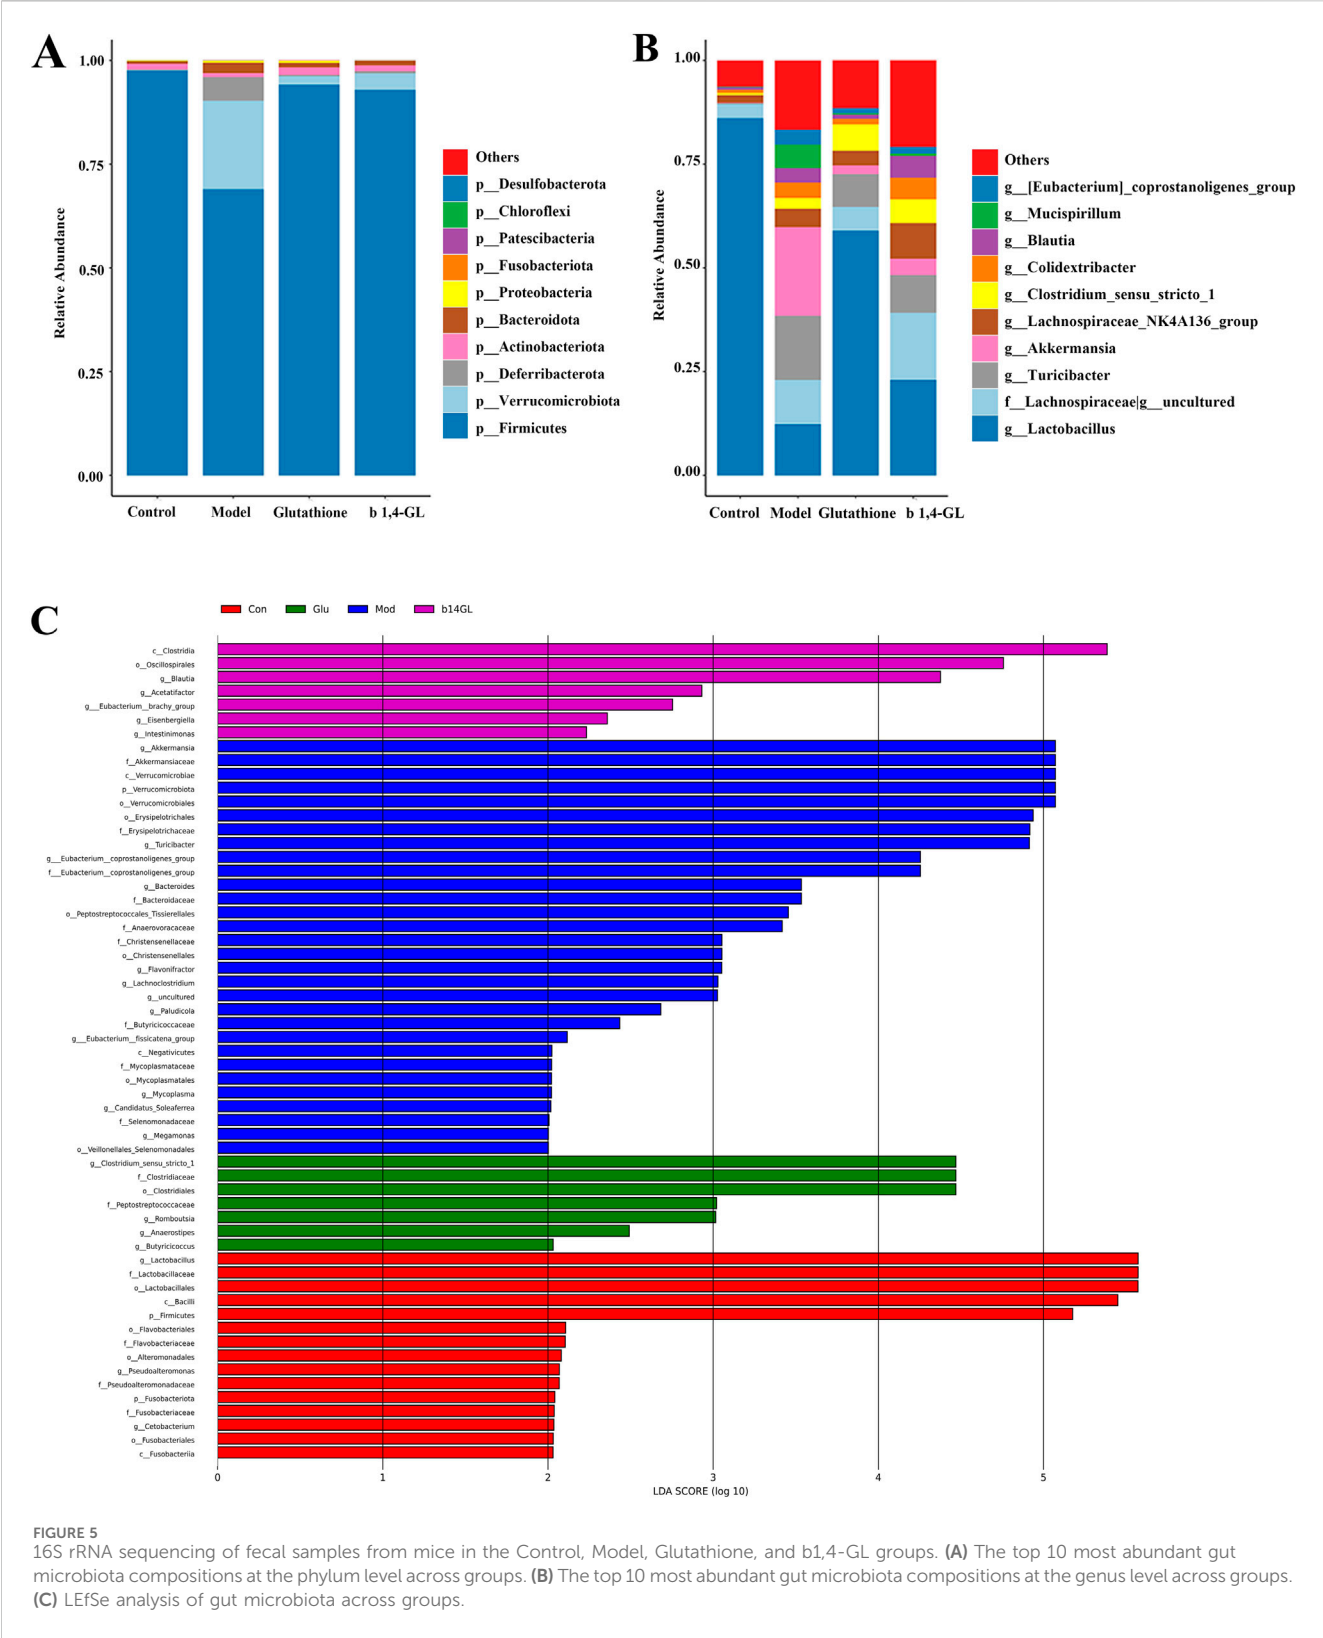 A
1.00
0.75
0.50
0.25
0.00
Relative Abundance
Control Model Glutathione b 1,4-GL
Others
p__Desulfobacterota
p__Chloroflexi
p__Patescibacteria
p__Fusobacteriota
p__Proteobacteria
p__Bacteroidota
p__Actinobacteriota
p__Deferribacterota
p__Verrucomicrobiota
p__Firmicutes
B
1.00
0.75
0.50
0.25
0.00
Relative Abundance
Control Model Glutathione b 1,4-GL
Others
g__[Eubacterium]_coprostanoligenes_group
g__Mucispirillum
g__Blautia
g__Colidextribacter
g__Clostridium_sensu_stricto_1
g__Lachnospiraceae_NK4A136_group
g__Akkermansia
g__Turicibacter
f__Lachnospiraceae|g__uncultured
g__Lactobacillus
C
Con Glu Mod b14GL
c__Clostridia
o__Oscillospirales
g__Blautia
g__Acetatifactor
g___Eubacterium__brachy_group
g__Eisenbergiella
g__Intestinimonas
g__Akkermansia
f__Akkermansiaceae
c__Verrucomicrobiae
p__Verrucomicrobiota
o__Verrucomicrobiales
o__Erysipelotrichales
f__Erysipelotrichaceae
g__Turicibacter
g___Eubacterium__coprostanoligenes_group
f___Eubacterium__coprostanoligenes_group
g__Bacteroides
f__Bacteroidaceae
o__Peptostreptococcales_Tissierellales
f__Anaerovoracaceae
f__Christensenellaceae
o__Christensenellales
g__Flavonifractor
g__Lachnoclostridium
g__uncultured
g__Paludicola
f__Butyricicoccaceae
g___Eubacterium__fissicatena_group
c__Negativicutes
f__Mycoplasmataceae
o__Mycoplasmatales
g__Mycoplasma
g__Candidatus_Soleaferrea
f__Selenomonadaceae
g__Megamonas
o__Veillonellales_Selenomonadales
g__Clostridium_sensu_stricto_1
f__Clostridiaceae
o__Clostridiales
f__Peptostreptococcaceae
g__Romboutsia
g__Anaerostipes
g__Butyricicoccus
g__Lactobacillus
f__Lactobacillaceae
o__Lactobacillales
c__Bacilli
p__Firmicutes
o__Flavobacteriales
f__Flavobacteriaceae
o__Alteromonadales
g__Pseudoalteromonas
f__Pseudoalteromonadaceae
p__Fusobacteriota
f__Fusobacteriaceae
g__Cetobacterium
o__Fusobacteriales
c__Fusobacteriia
0 1 2 3 4 5
LDA SCORE (log 10)
FIGURE 5
16S rRNA sequencing of fecal samples from mice in the Control, Model, Glutathione, and b1,4-GL groups. (A) The top 10 most abundant gut
microbiota compositions at the phylum level across groups. (B) The top 10 most abundant gut microbiota compositions at the genus level across groups.
(C) LEfSe analysis of gut microbiota across groups.